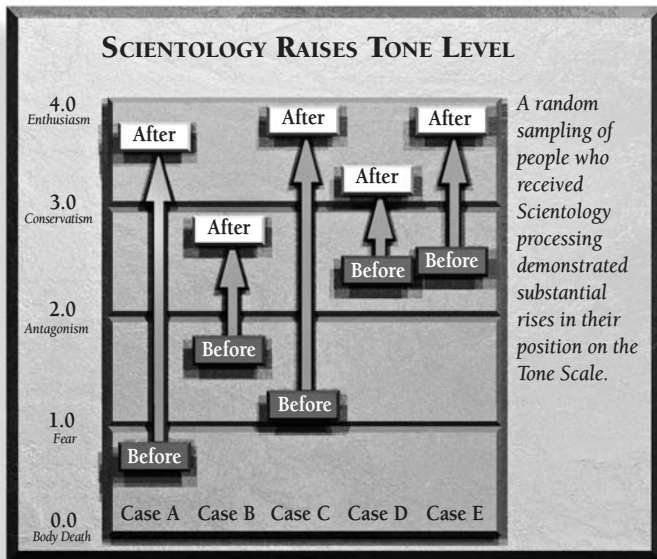 SCIENTOLOGY RAISES TONE LEVEL
4.0
Enthusiasm
3.0
Conservatism
2.0
Antagonism
1.0
Fear
0.0
Body Death
After
Before
After
Before
After
Before
After
Before
After
Before
Case A Case B Case C Case D Case E
A random
sampling of
people who
received
Scientology
processing
demonstrated
substantial
rises in their
position on the
Tone Scale.